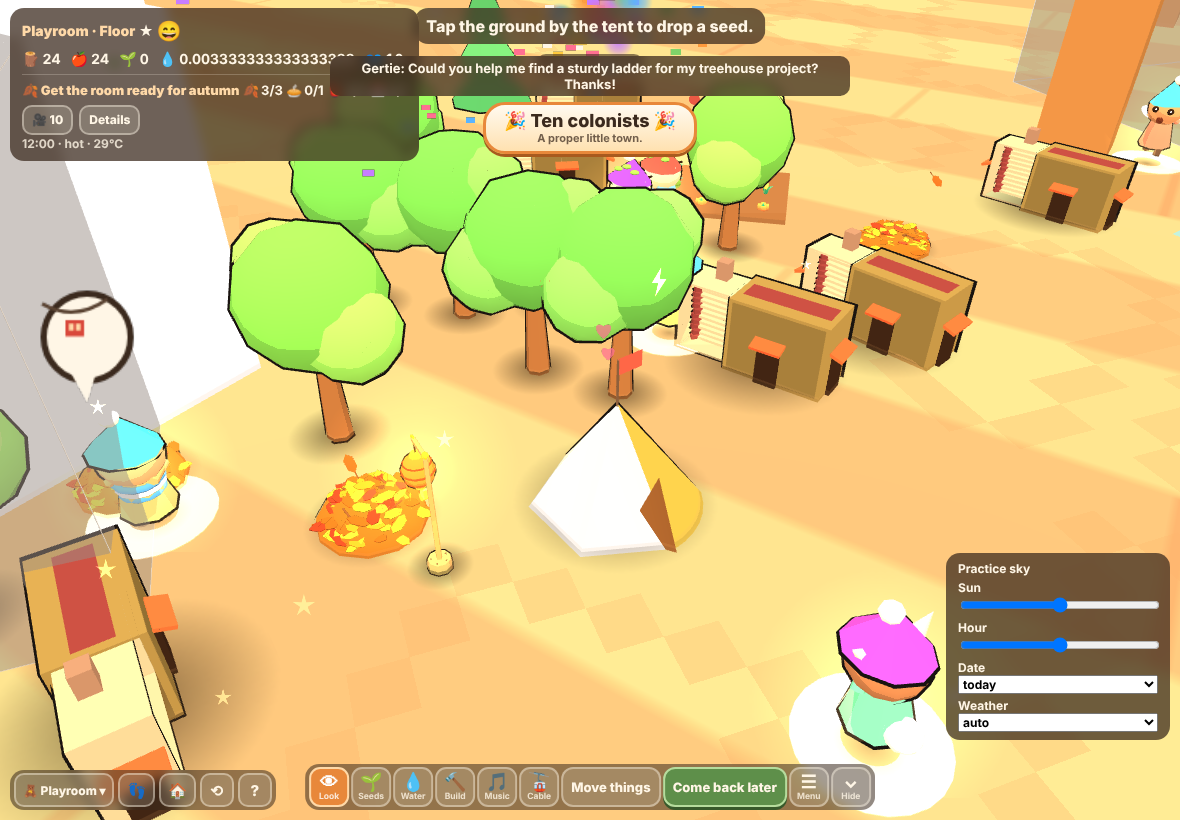 Playroom · Floor ★ 😄
Tap the ground by the tent to drop a seed.
🪵 24 🍎 24 🌱 0 💧 0.0033333333333333
Gertie: Could you help me find a sturdy ladder for my treehouse project?
Thanks!
🍂 Get the room ready for autumn 🍂 3/3 🥧 0/1
🎉 Ten colonists 🎉
A proper little town.
🎥 10 Details
12:00 · hot · 29°C
Practice sky
Sun
Hour
Date
today
Weather
auto
🧸 Playroom ▾
?
Look
Seeds
Water
Build
Music
Cable
Move things
Come back later
Menu
Hide